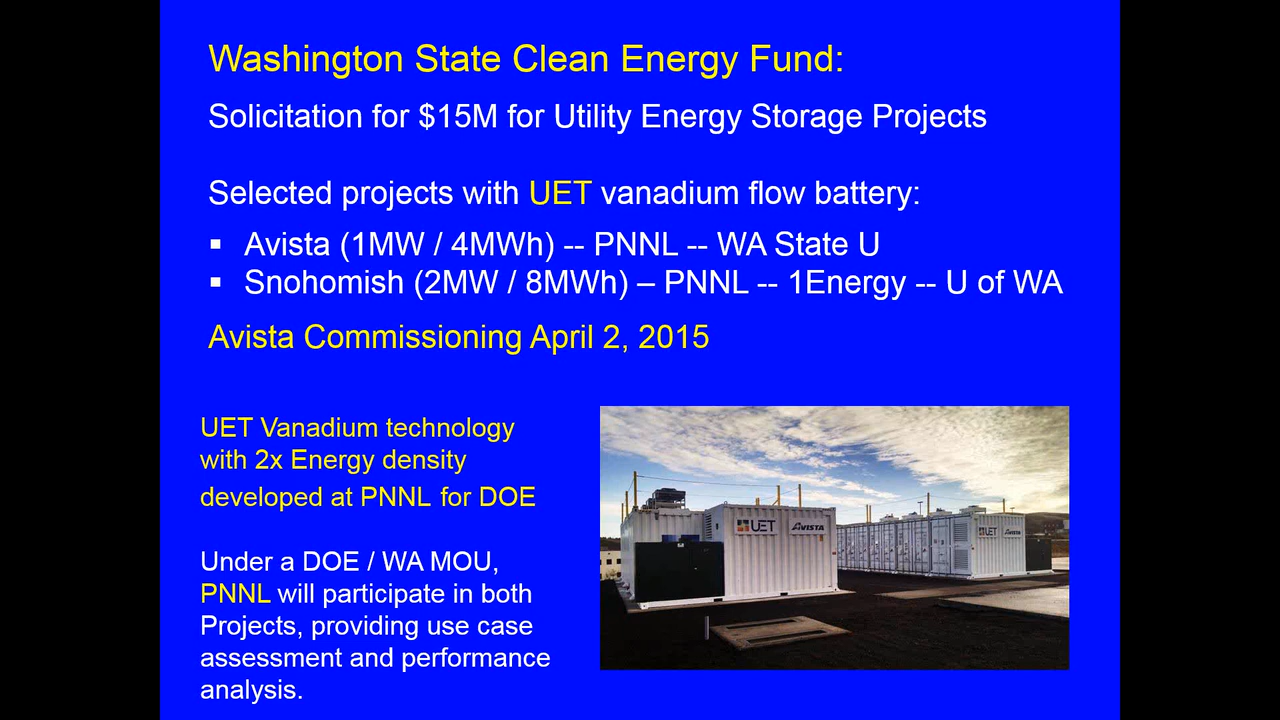 Washington State Clean Energy Fund:
Solicitation for $15M for Utility Energy Storage Projects
Selected projects with UET vanadium flow battery:
▪ Avista (1MW / 4MWh) -- PNNL -- WA State U
▪ Snohomish (2MW / 8MWh) – PNNL -- 1Energy -- U of WA
Avista Commissioning April 2, 2015
UET Vanadium technology
with 2x Energy density
developed at PNNL for DOE
Under a DOE / WA MOU,
PNNL will participate in both
Projects, providing use case
assessment and performance
analysis.
UET AVISTA
UET AVISTA